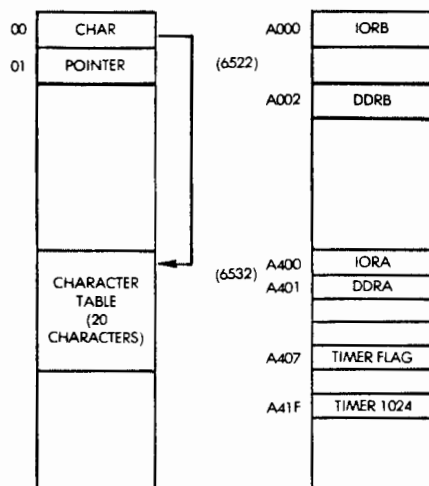 00 CHAR
01 POINTER
CHARACTER
TABLE
(20
CHARACTERS)
A000 IORB
(6522)
A002 DDRB
A400 IORA
(6532)
A401 DDRA
A407 TIMER FLAG
A41F TIMER 1024